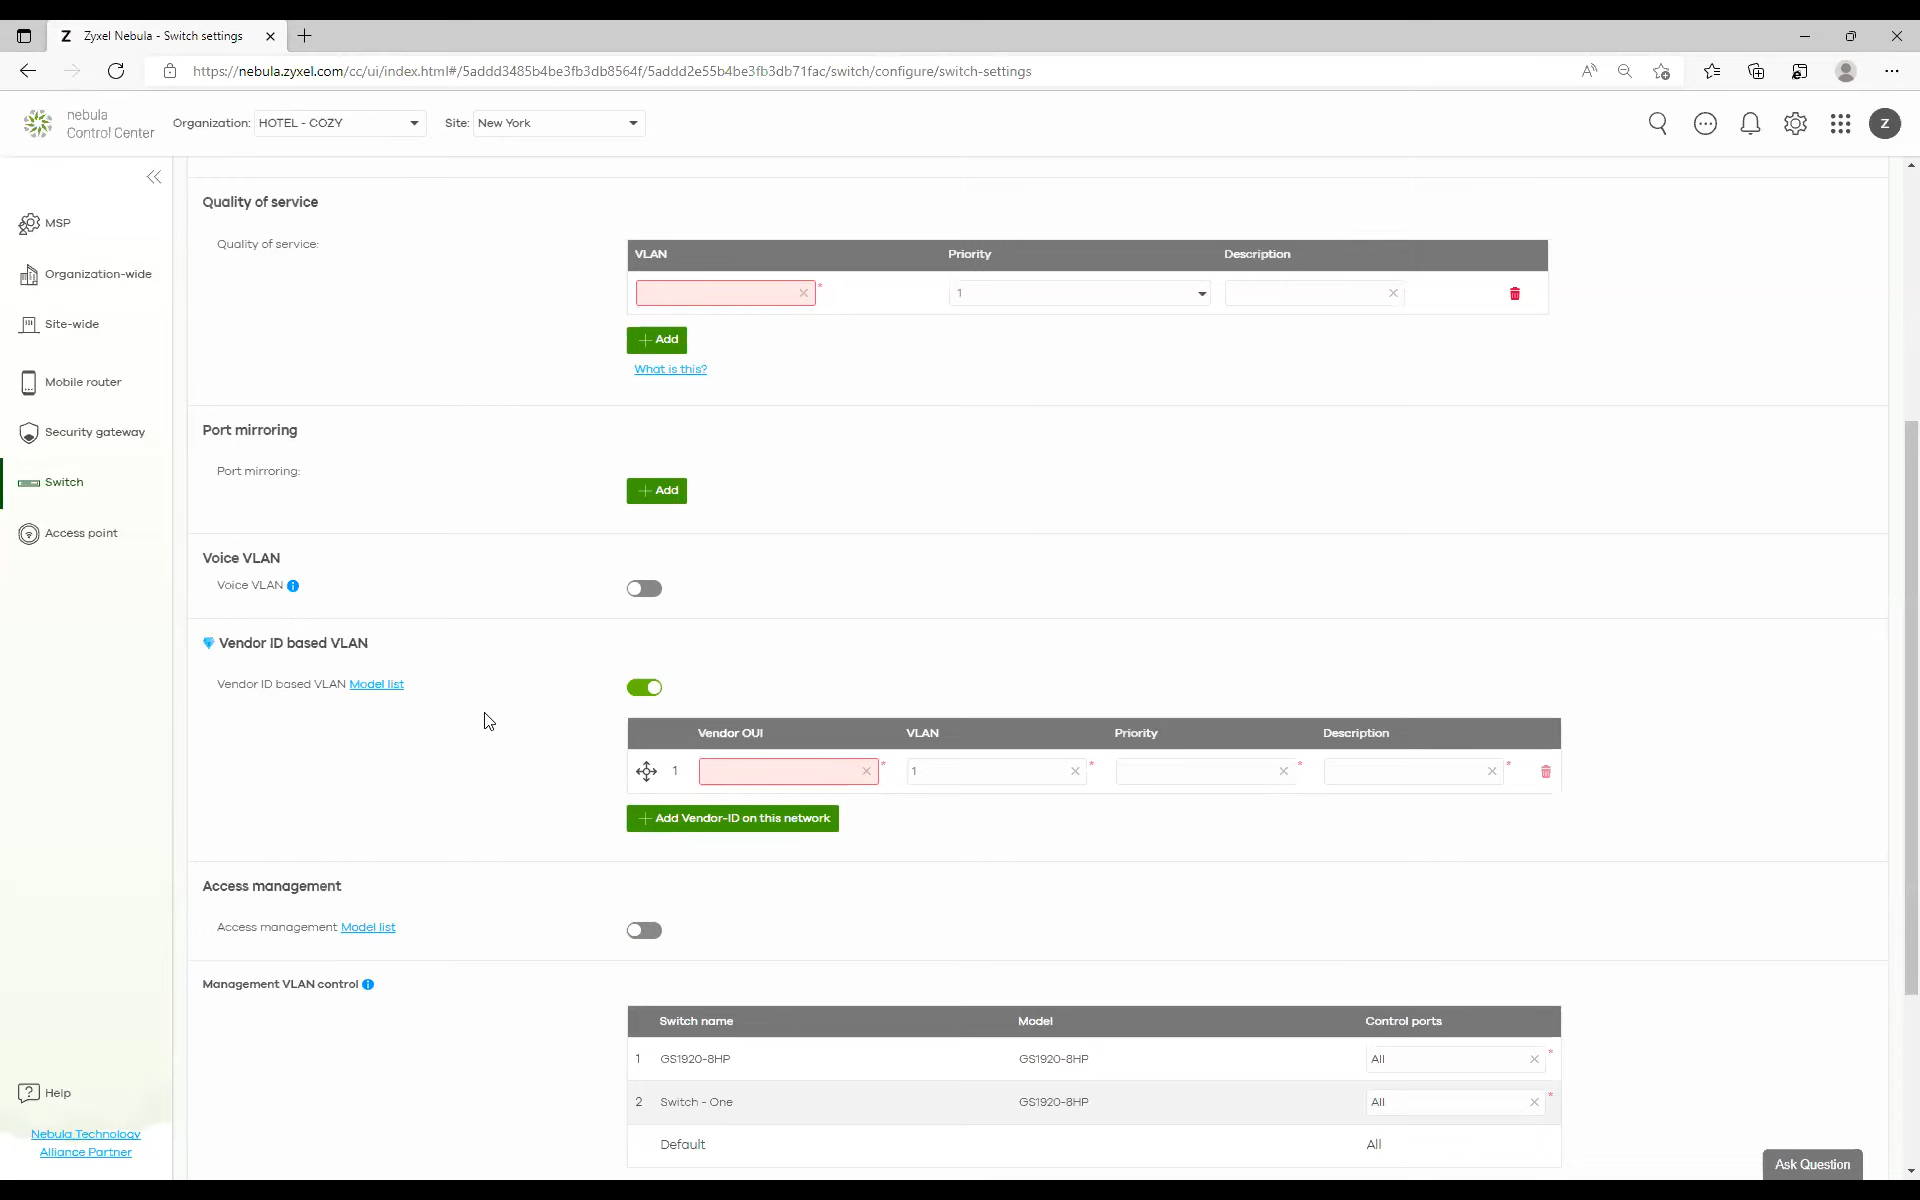 Z Zyxel Nebula - Switch settings
https://nebula.zyxel.com/cc/ui/index.html#/5addd3485b4be3fb3db8564f/5addd2e55b4be3fb3db71fac/switch/configure/switch-settings
nebula
Control Center
Organization: HOTEL - COZY
Site: New York
Z
MSP
Organization-wide
Site-wide
Mobile router
Security gateway
Switch
Access point
Help
Nebula Technology
Alliance Partner
Quality of service
Quality of service:
VLAN Priority Description
* 1
+ Add
What is this?
Port mirroring
Port mirroring:
+ Add
Voice VLAN
Voice VLAN i
Vendor ID based VLAN
Vendor ID based VLAN Model list
Vendor OUI VLAN Priority Description
1 * 1 * * *
+ Add Vendor-ID on this network
Access management
Access management Model list
Management VLAN control i
Switch name Model Control ports
1 GS1920-8HP GS1920-8HP All *
2 Switch - One GS1920-8HP All *
Default All
Ask Question